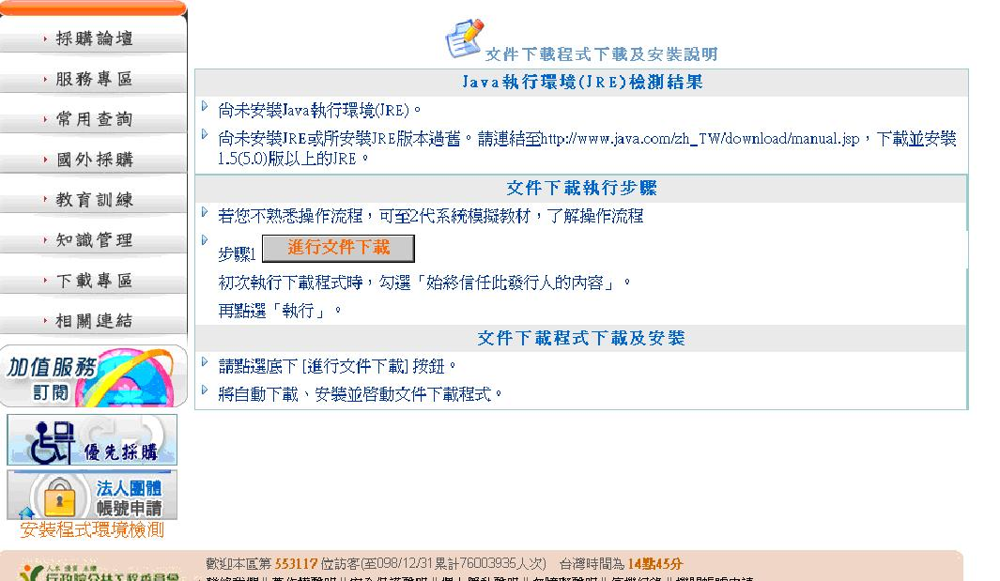 採購論壇
服務專區
常用查詢
國外採購
教育訓練
知識管理
下載專區
相關連結
加值服務
訂閱
優先採購
法人團體
帳號申請
安裝程式環境檢測
文件下載程式下載及安裝說明
Java執行環境(JRE)檢測結果
尚未安裝Java執行環境(JRE)。
尚未安裝JRE或所安裝JRE版本過舊。請連結至http://www.java.com/zh_TW/download/manual.jsp，下載並安裝
1.5(5.0)版以上的JRE。
文件下載執行步驟
若您不熟悉操作流程，可至2代系統模擬教材，了解操作流程
步驟1 進行文件下載
初次執行下載程式時，勾選「始終信任此發行人的內容」。
再點選「執行」。
文件下載程式下載及安裝
請點選底下 [進行文件下載] 按鈕。
將自動下載、安裝並啓動文件下載程式。
行政院公共工程委員會
歡迎本區第 553117 位訪客(至098/12/31累計76003935人次) 台灣時間為 14點45分